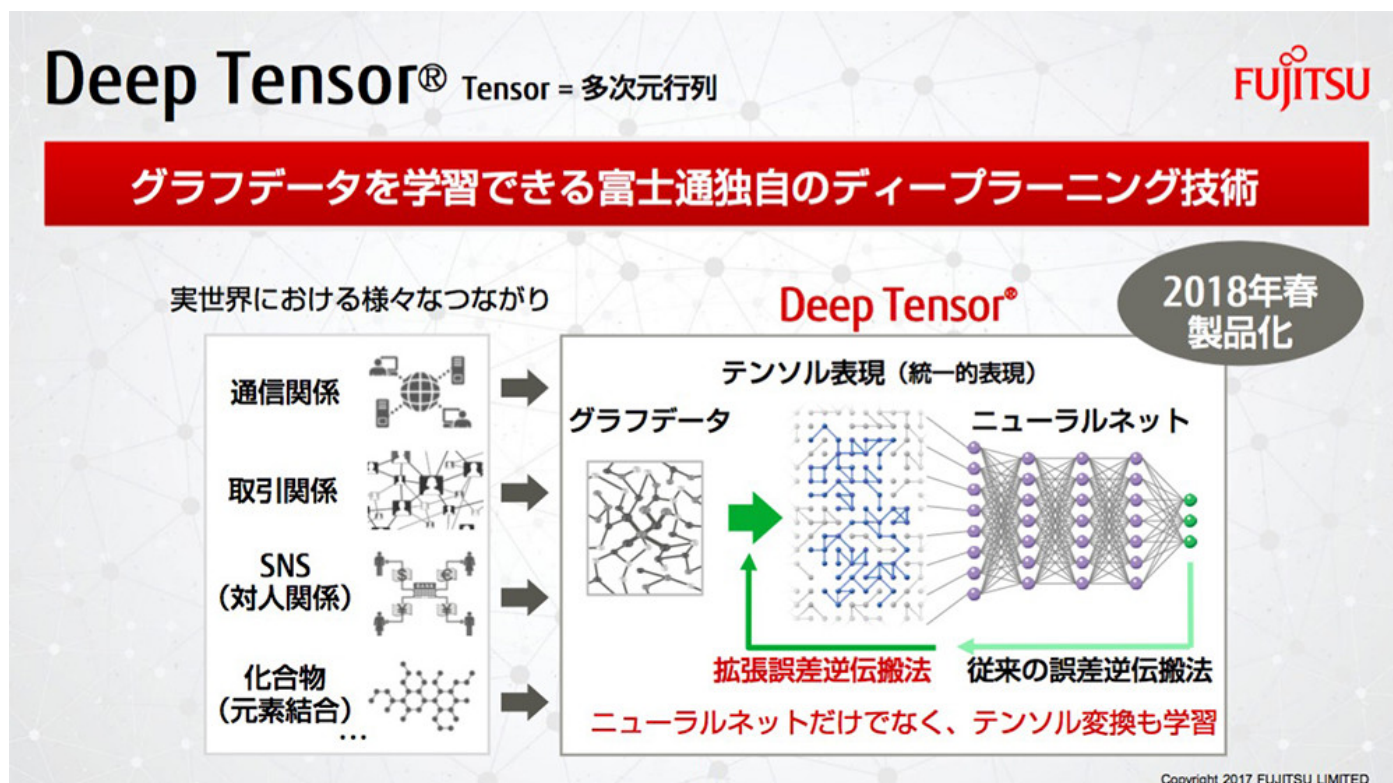 Deep Tensor® Tensor = 多次元行列
FUJITSU
グラフデータを学習できる富士通独自のディープラーニング技術
実世界における様々なつながり
Deep Tensor®
2018年春
製品化
通信関係
取引関係
SNS
(対人関係)
化合物
(元素結合)
…
テンソル表現(統一的表現)
グラフデータ
ニューラルネット
拡張誤差逆伝搬法
従来の誤差逆伝搬法
ニューラルネットだけでなく、テンソル変換も学習
Copyright 2017 FUJITSU LIMITED